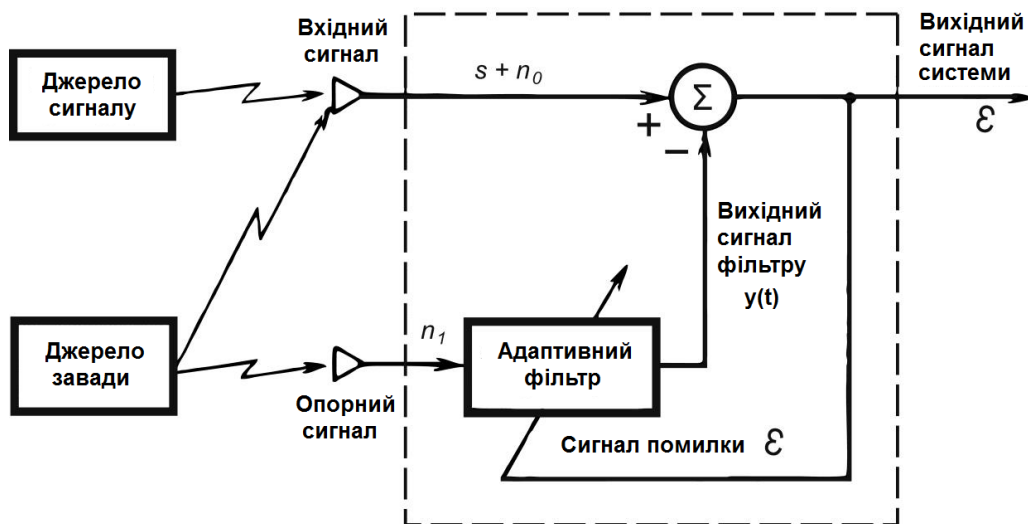 Джерело
сигналу
Вхідний
сигнал
s + n₀
Σ
+
−
Вихідний
сигнал
системи
ε
Вихідний
сигнал
фільтру
y(t)
Джерело
завади
Опорний
сигнал
n₁
Адаптивний
фільтр
Сигнал помилки ε